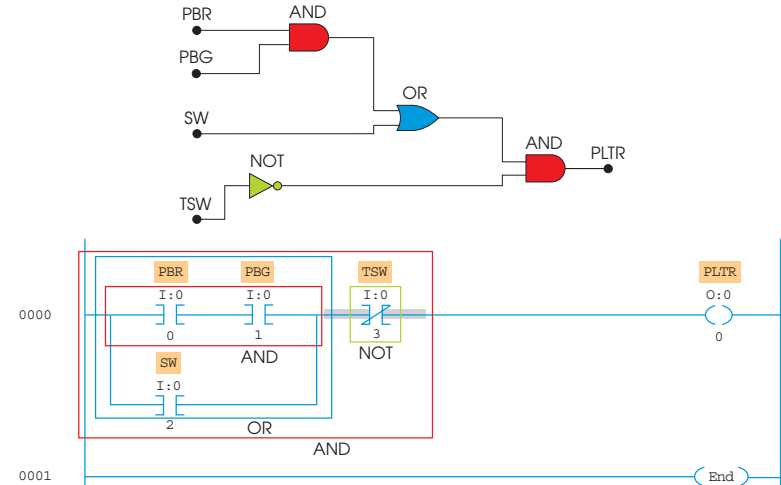 PBR
AND
PBG
OR
SW
AND
PLTR
NOT
TSW
PBR PBG TSW PLTR
I:0 I:0 I:0 O:0
0000
0 1 3 0
AND NOT
SW
I:0
2
OR
AND
0001 End